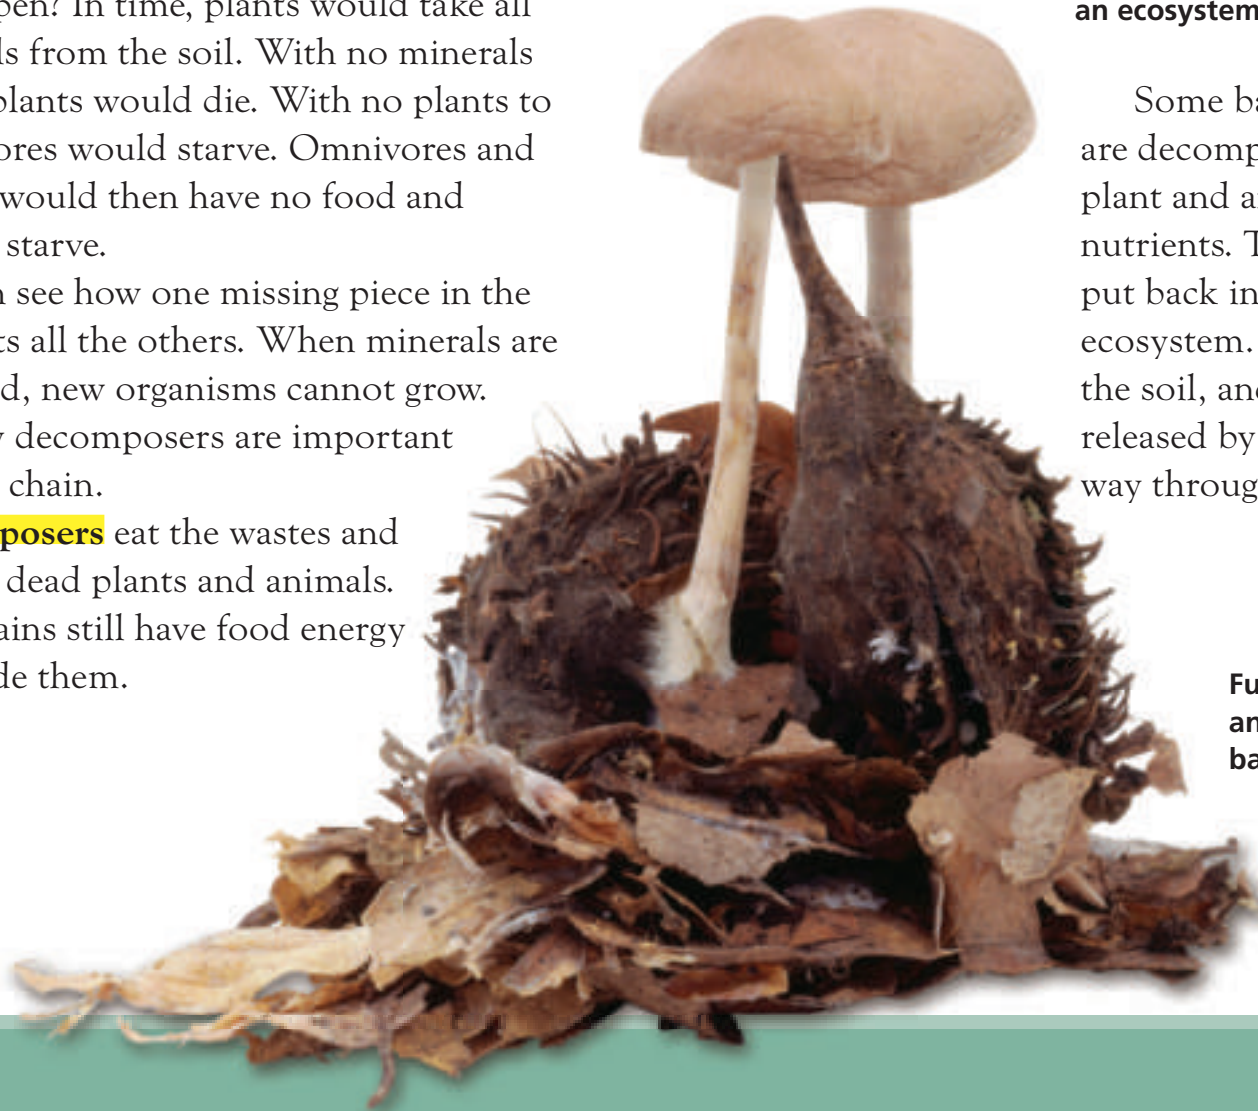 pen? In time, plants would take all
ls from the soil. With no minerals
plants would die. With no plants to
ores would starve. Omnivores and
would then have no food and
starve.
n see how one missing piece in the
ts all the others. When minerals are
d, new organisms cannot grow.
y decomposers are important
chain.
posers eat the wastes and
dead plants and animals.
ains still have food energy
de them.
an ecosystem
Some ba
are decomp
plant and a
nutrients. T
put back in
ecosystem.
the soil, and
released by
way throug
Fu
an
ba